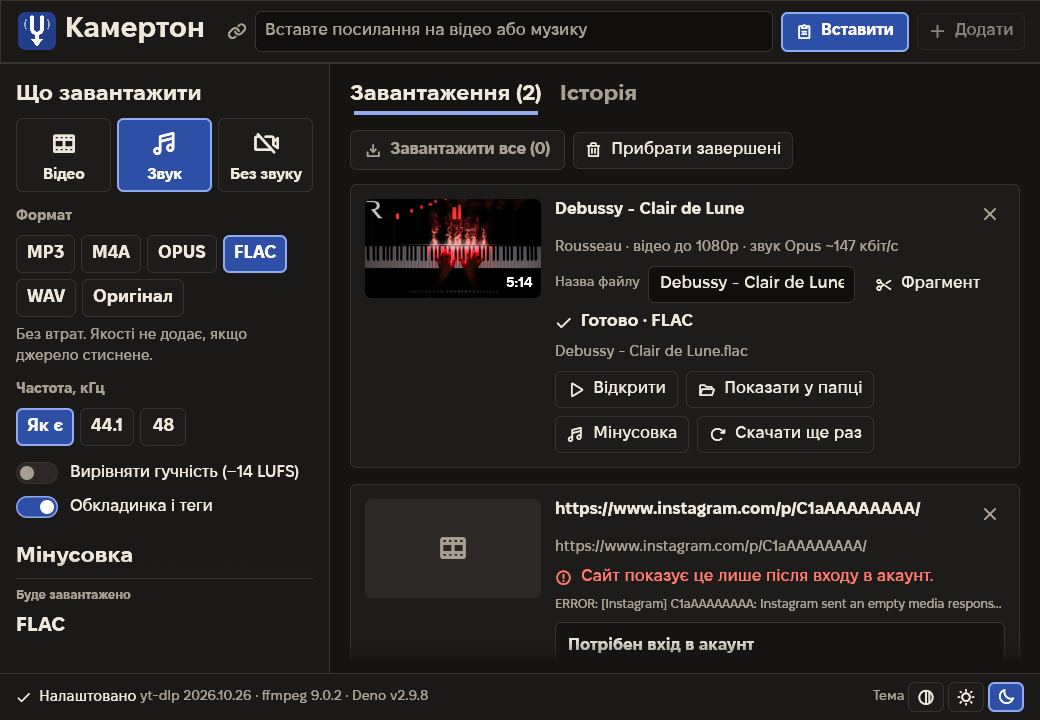 Камертон
Вставте посилання на відео або музику
Вставити
Додати
Що завантажити
Відео
Звук
Без звуку
Формат
MP3
M4A
OPUS
FLAC
WAV
Оригінал
Без втрат. Якості не додає, якщо
джерело стиснене.
Частота, кГц
Як є
44.1
48
Вирівняти гучність (−14 LUFS)
Обкладинка і теги
Мінусовка
Буде завантажено
FLAC
Завантаження (2)
Історія
Завантажити все (0)
Прибрати завершені
R
5:14
Debussy - Clair de Lune
Rousseau · відео до 1080p · звук Opus ~147 кбіт/с
Назва файлу
Debussy - Clair de Lune
Фрагмент
Готово · FLAC
Debussy - Clair de Lune.flac
Відкрити
Показати у папці
Мінусовка
Скачати ще раз
https://www.instagram.com/p/C1aAAAAAAAA/
https://www.instagram.com/p/C1aAAAAAAAA/
Сайт показує це лише після входу в акаунт.
ERROR: [Instagram] C1aAAAAAAAA: Instagram sent an empty media respons...
Потрібен вхід в акаунт
Налаштовано yt-dlp 2026.10.26 · ffmpeg 9.0.2 · Deno v2.9.8
Тема